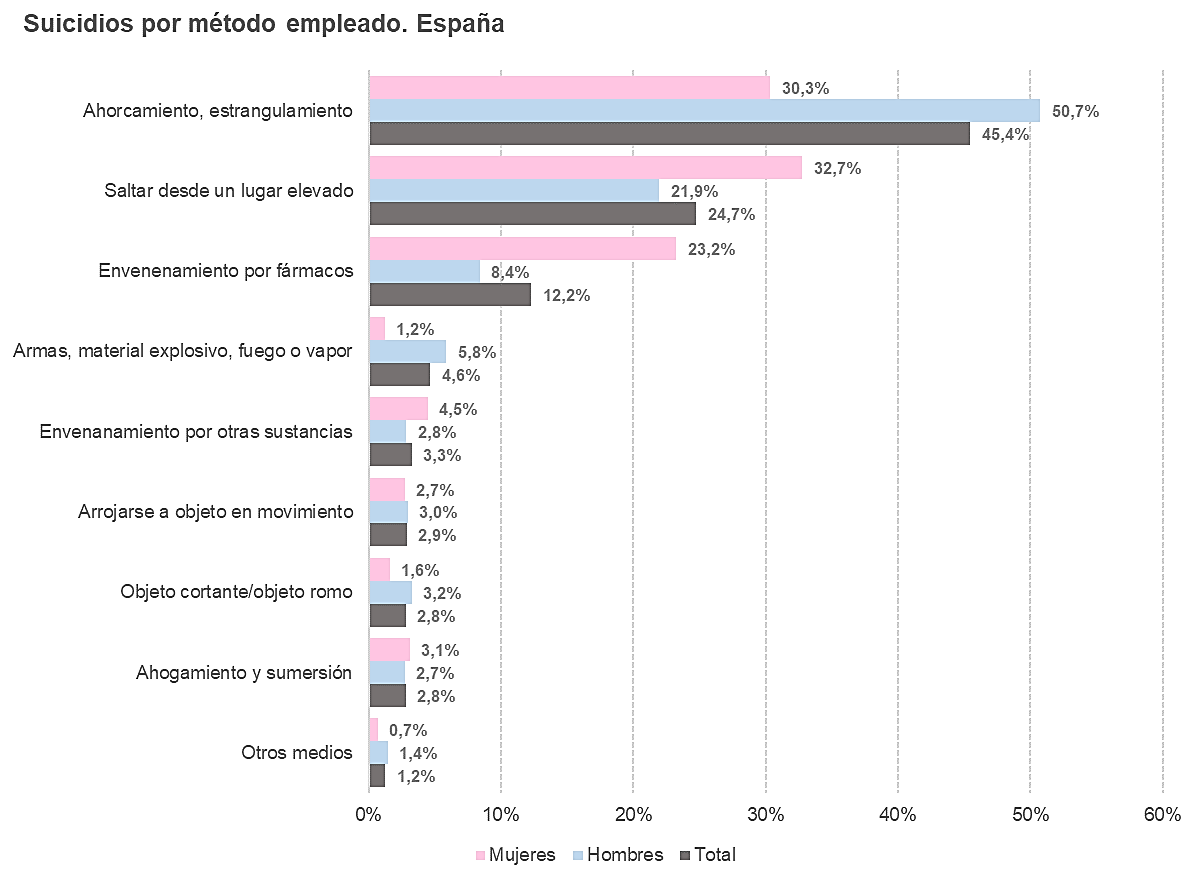 Suicidios por método empleado. España
Ahorcamiento, estrangulamiento
30,3%
50,7%
45,4%
Saltar desde un lugar elevado
32,7%
21,9%
24,7%
Envenenamiento por fármacos
23,2%
8,4%
12,2%
Armas, material explosivo, fuego o vapor
1,2%
5,8%
4,6%
Envenanamiento por otras sustancias
4,5%
2,8%
3,3%
Arrojarse a objeto en movimiento
2,7%
3,0%
2,9%
Objeto cortante/objeto romo
1,6%
3,2%
2,8%
Ahogamiento y sumersión
3,1%
2,7%
2,8%
Otros medios
0,7%
1,4%
1,2%
0% 10% 20% 30% 40% 50% 60%
Mujeres Hombres Total